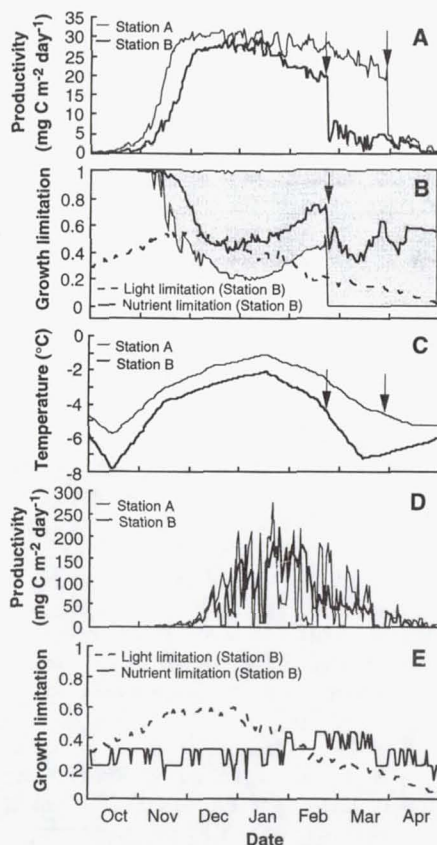 A
Station A
Station B
Productivity
(mg C m-2 day-1)
35
30
25
20
15
10
5
0
B
Growth limitation
1
0.8
0.6
0.4
0.2
0
Light limitation (Station B)
Nutrient limitation (Station B)
C
Station A
Station B
Temperature (°C)
0
-2
-4
-6
-8
D
Station A
Station B
Productivity
(mg C m-2 day-1)
300
250
200
150
100
50
0
E
Light limitation (Station B)
Nutrient limitation (Station B)
Growth limitation
1
0.8
0.6
0.4
0.2
0
Oct Nov Dec Jan Feb Mar Apr
Date